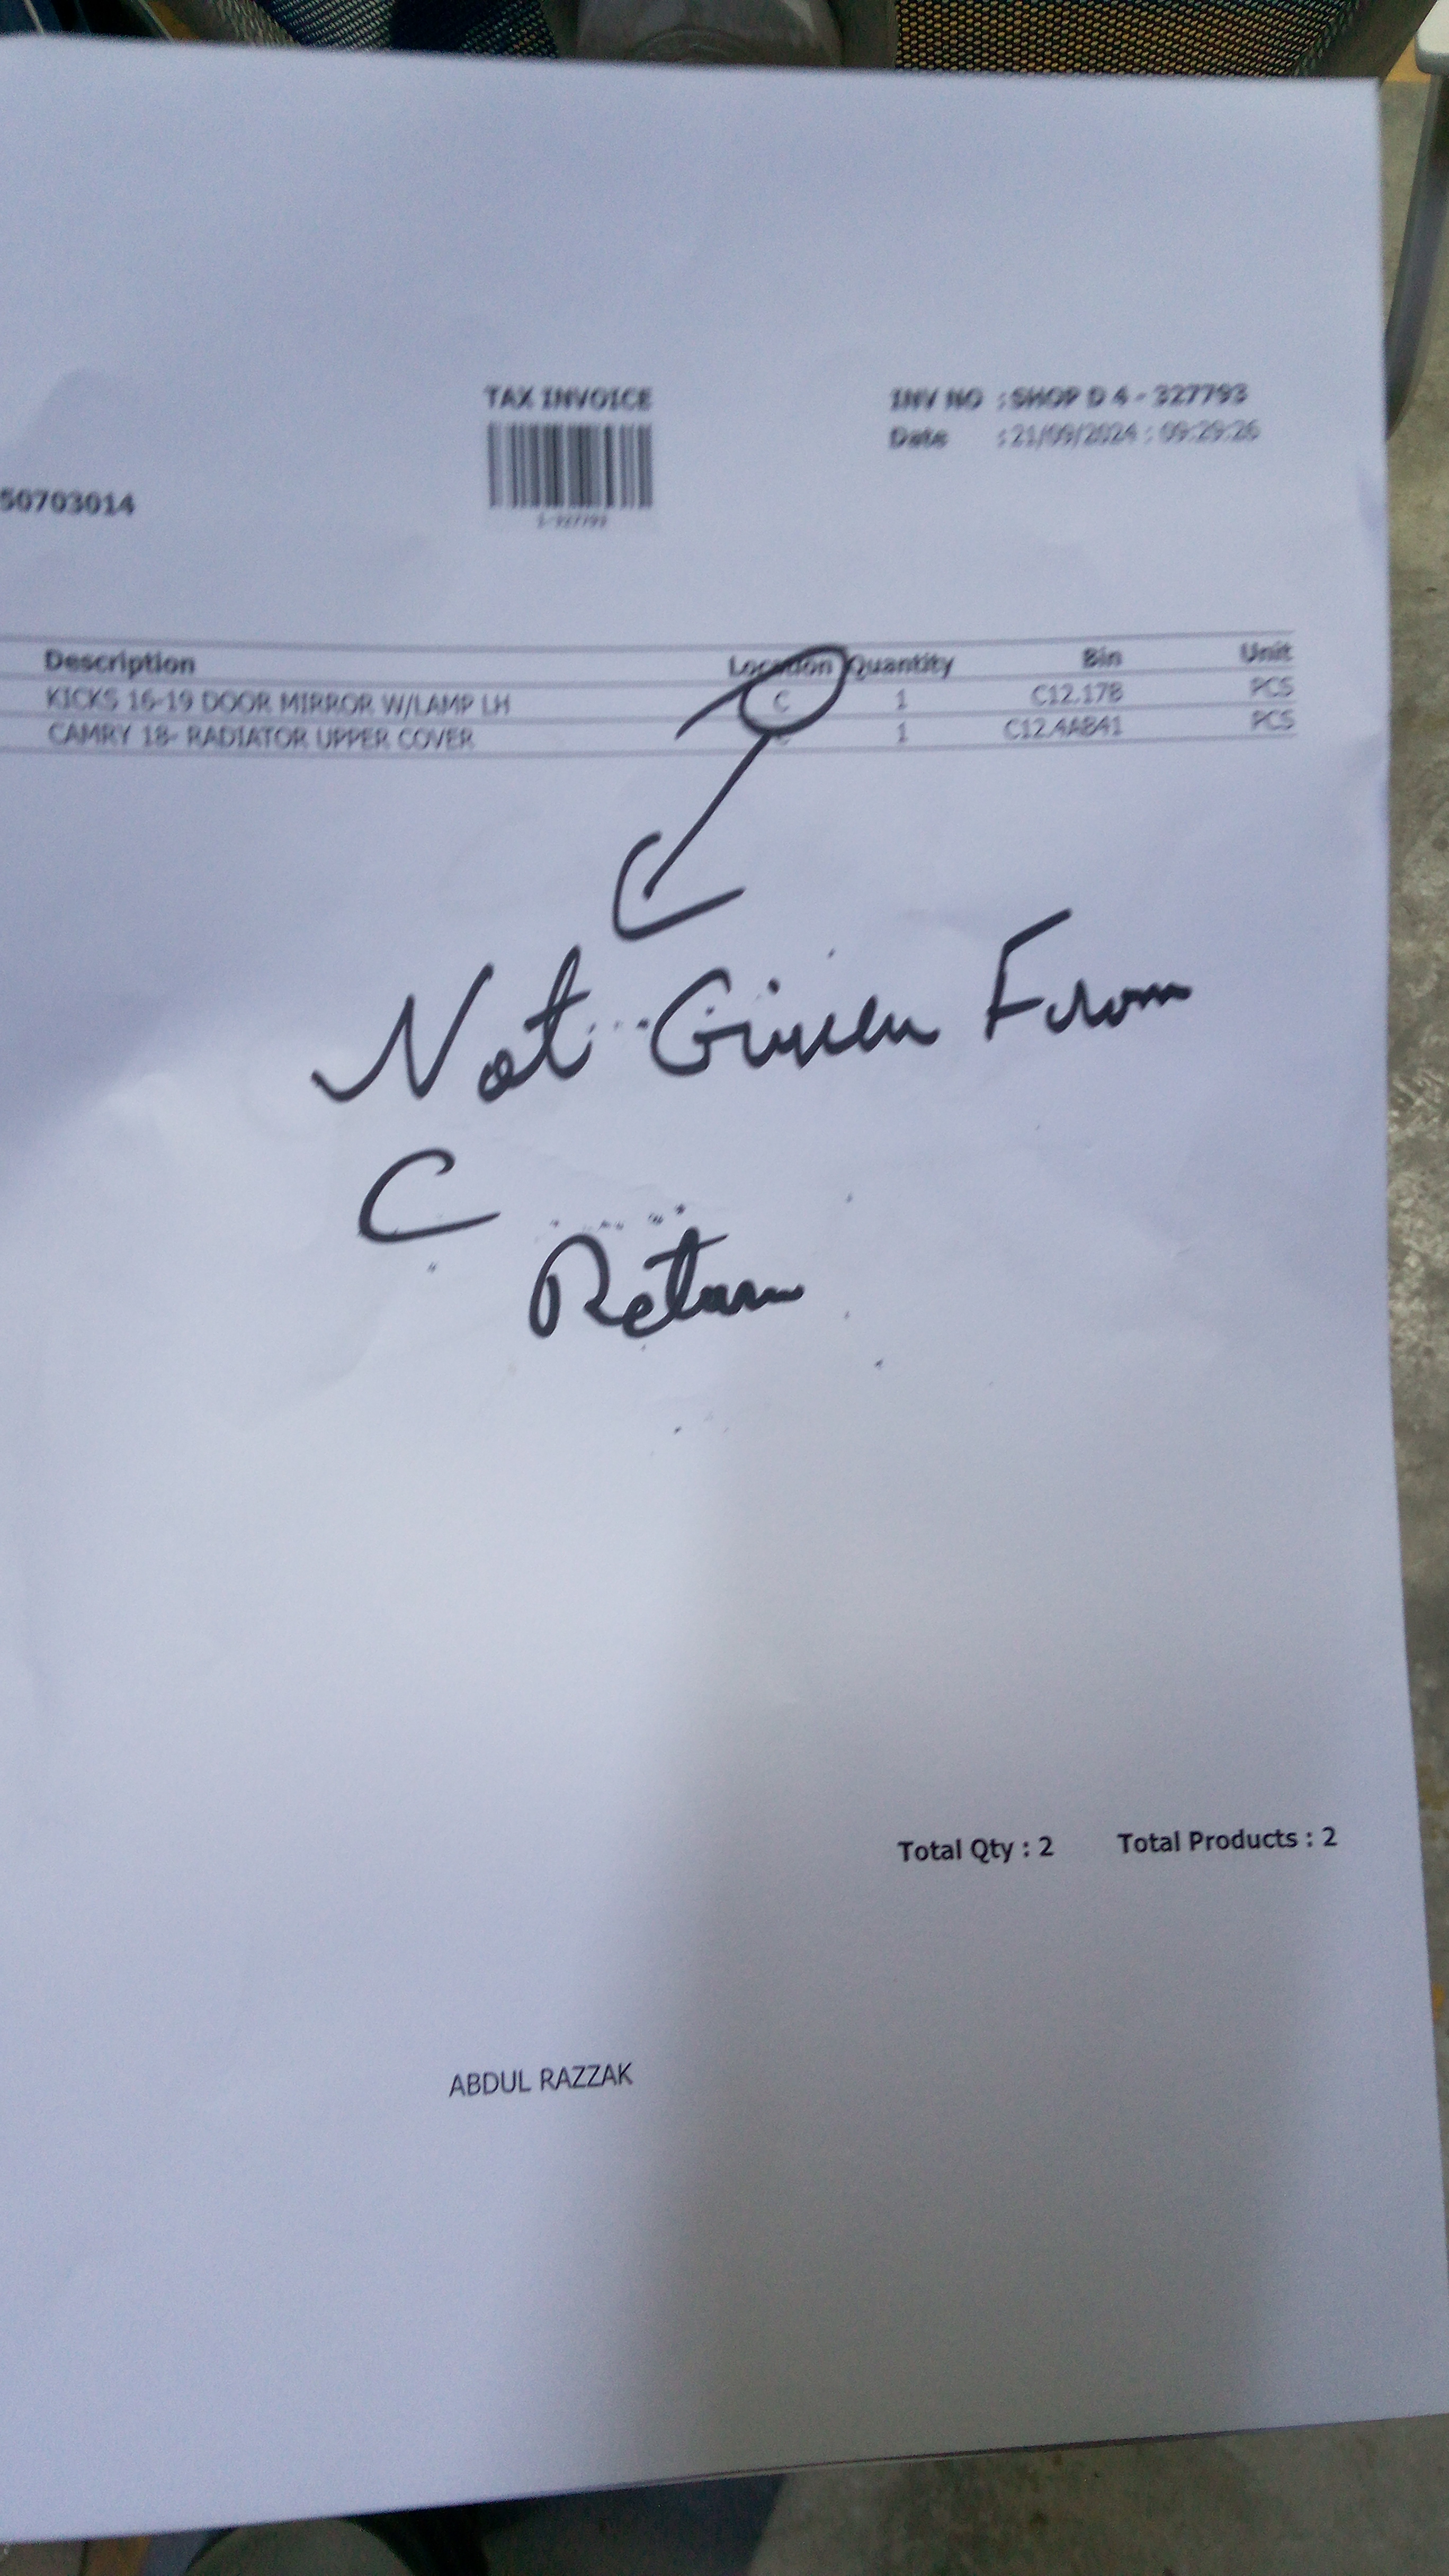 TAX INVOICE
INV NO : SHOP D 4 - 327793
Date : 21/09/2024 : 09:29:26
50703014
Description Location Quantity Bin Unit
KICKS 16-19 DOOR MIRROR W/LAMP LH C 1 C12.17B PCS
CAMRY 18- RADIATOR UPPER COVER C 1 C12.4AB41 PCS
Not Given From
C
Return
Total Qty : 2 Total Products : 2
ABDUL RAZZAK